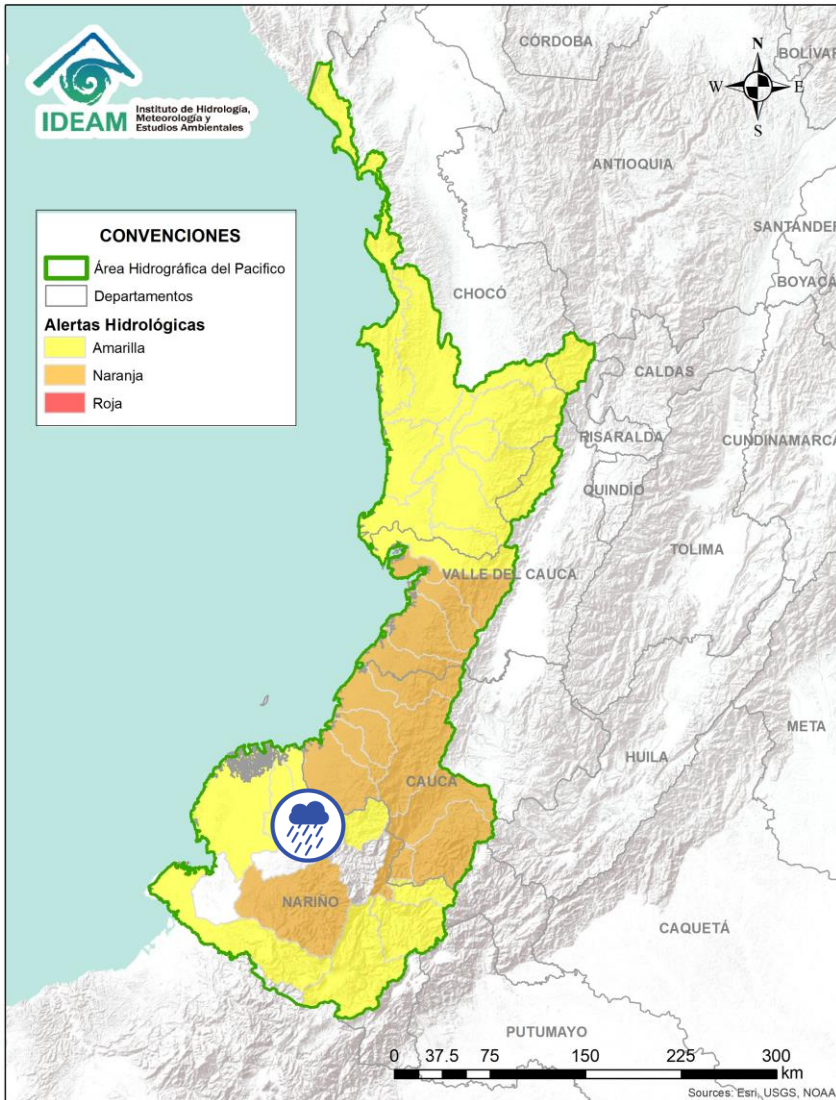 IDEAM
Instituto de Hidrología,
Meteorología y
Estudios Ambientales
CÓRDOBA
BOLÍVAR
N
W
E
S
ANTIOQUIA
SANTANDER
BOYACÁ
CONVENCIONES
Área Hidrográfica del Pacifico
Departamentos
Alertas Hidrológicas
Amarilla
Naranja
Roja
CHOCÓ
CALDAS
RISARALDA
CUNDINAMARCA
QUINDÍO
TOLIMA
VALLE DEL CAUCA
META
HUILA
CAUCA
NARIÑO
CAQUETÁ
PUTUMAYO
0 37.5 75 150 225 300
km
Sources: Esri, USGS, NOAA